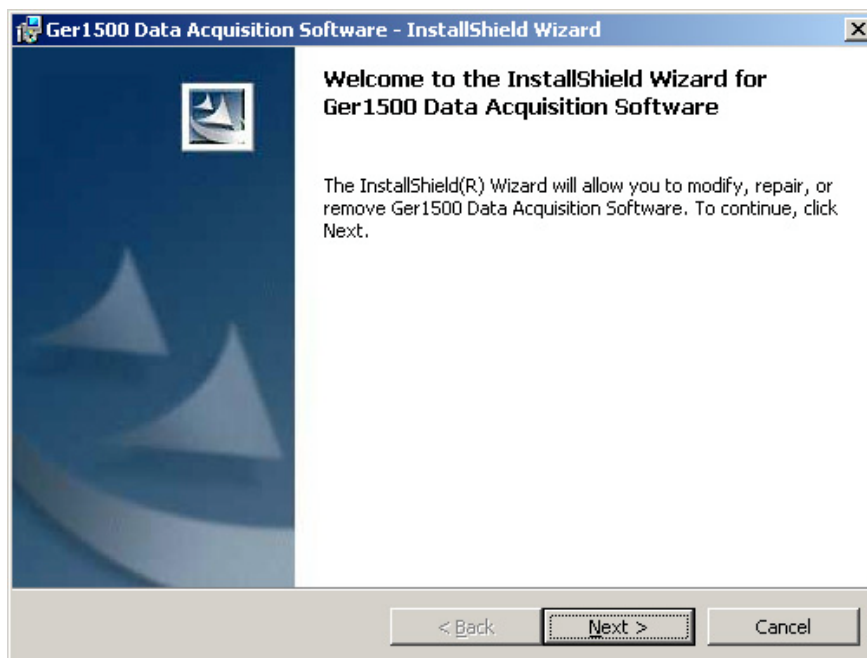 Ger1500 Data Acquisition Software - InstallShield Wizard
Welcome to the InstallShield Wizard for
Ger1500 Data Acquisition Software
The InstallShield(R) Wizard will allow you to modify, repair, or
remove Ger1500 Data Acquisition Software. To continue, click
Next.
< Back
Next >
Cancel